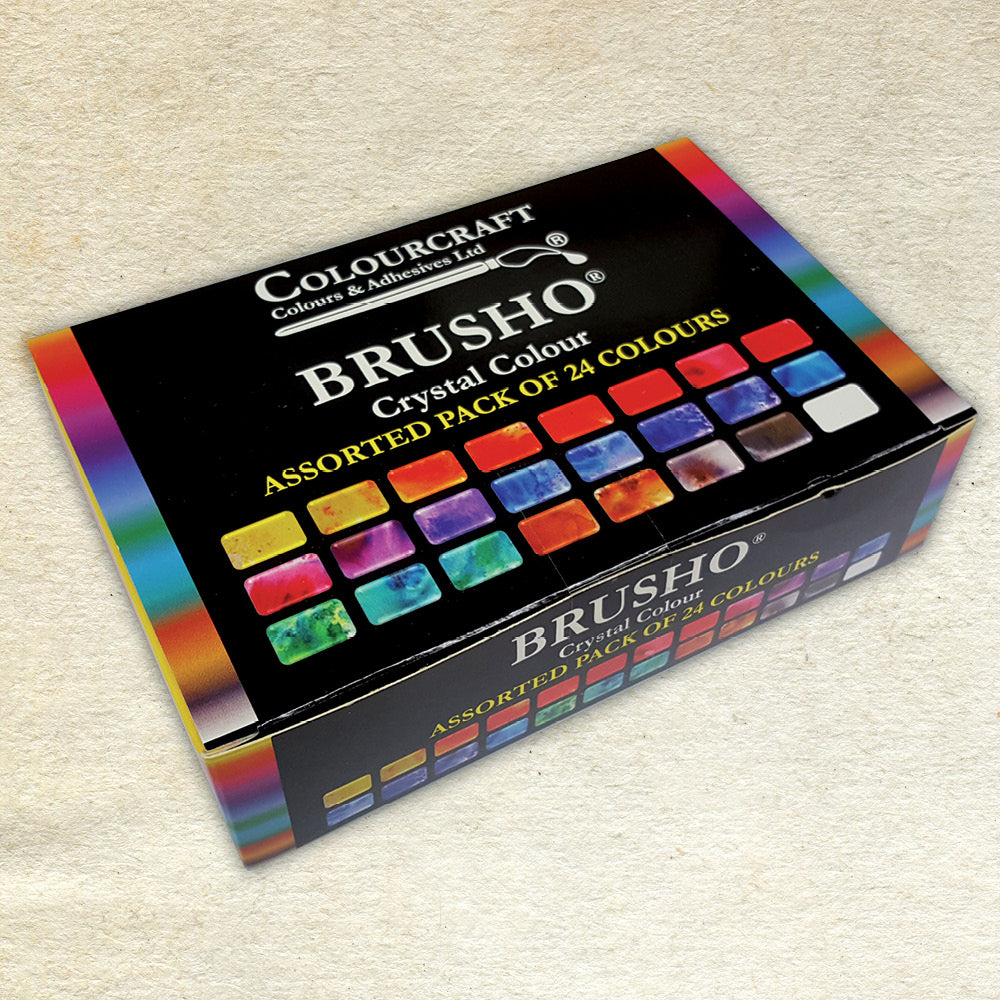 COLOURCRAFT
Colours & Adhesives Ltd ®
BRUSHO®
Crystal Colour
ASSORTED PACK OF 24 COLOURS
BRUSHO®
Crystal Colour
ASSORTED PACK OF 24 COLOURS